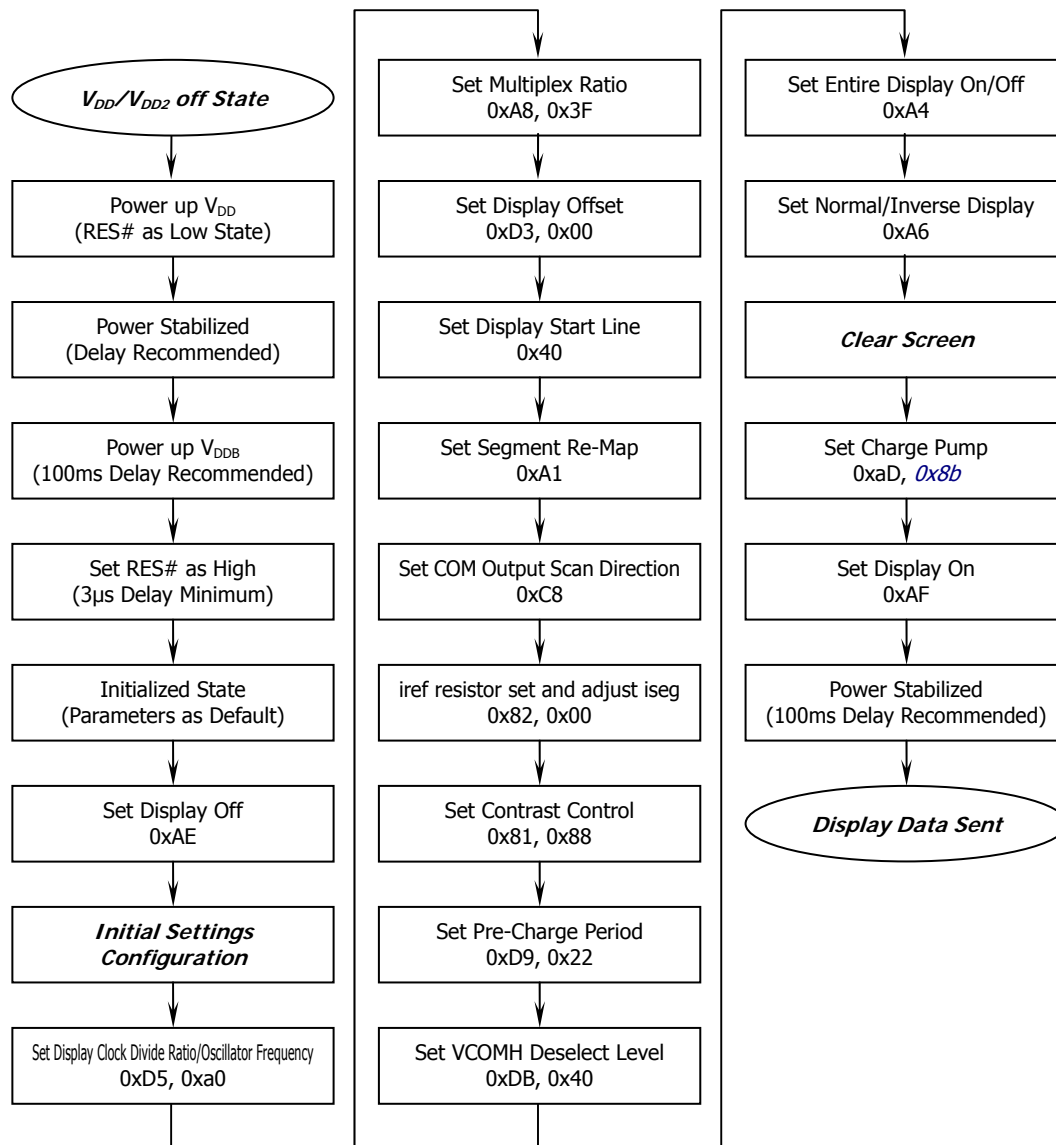 V_DD/V_DD2 off State
Power up V_DD
(RES# as Low State)
Power Stabilized
(Delay Recommended)
Power up V_DDB
(100ms Delay Recommended)
Set RES# as High
(3µs Delay Minimum)
Initialized State
(Parameters as Default)
Set Display Off
0xAE
Initial Settings
Configuration
Set Display Clock Divide Ratio/Oscillator Frequency
0xD5, 0xa0
Set Multiplex Ratio
0xA8, 0x3F
Set Display Offset
0xD3, 0x00
Set Display Start Line
0x40
Set Segment Re-Map
0xA1
Set COM Output Scan Direction
0xC8
iref resistor set and adjust iseg
0x82, 0x00
Set Contrast Control
0x81, 0x88
Set Pre-Charge Period
0xD9, 0x22
Set VCOMH Deselect Level
0xDB, 0x40
Set Entire Display On/Off
0xA4
Set Normal/Inverse Display
0xA6
Clear Screen
Set Charge Pump
0xaD, 0x8b
Set Display On
0xAF
Power Stabilized
(100ms Delay Recommended)
Display Data Sent